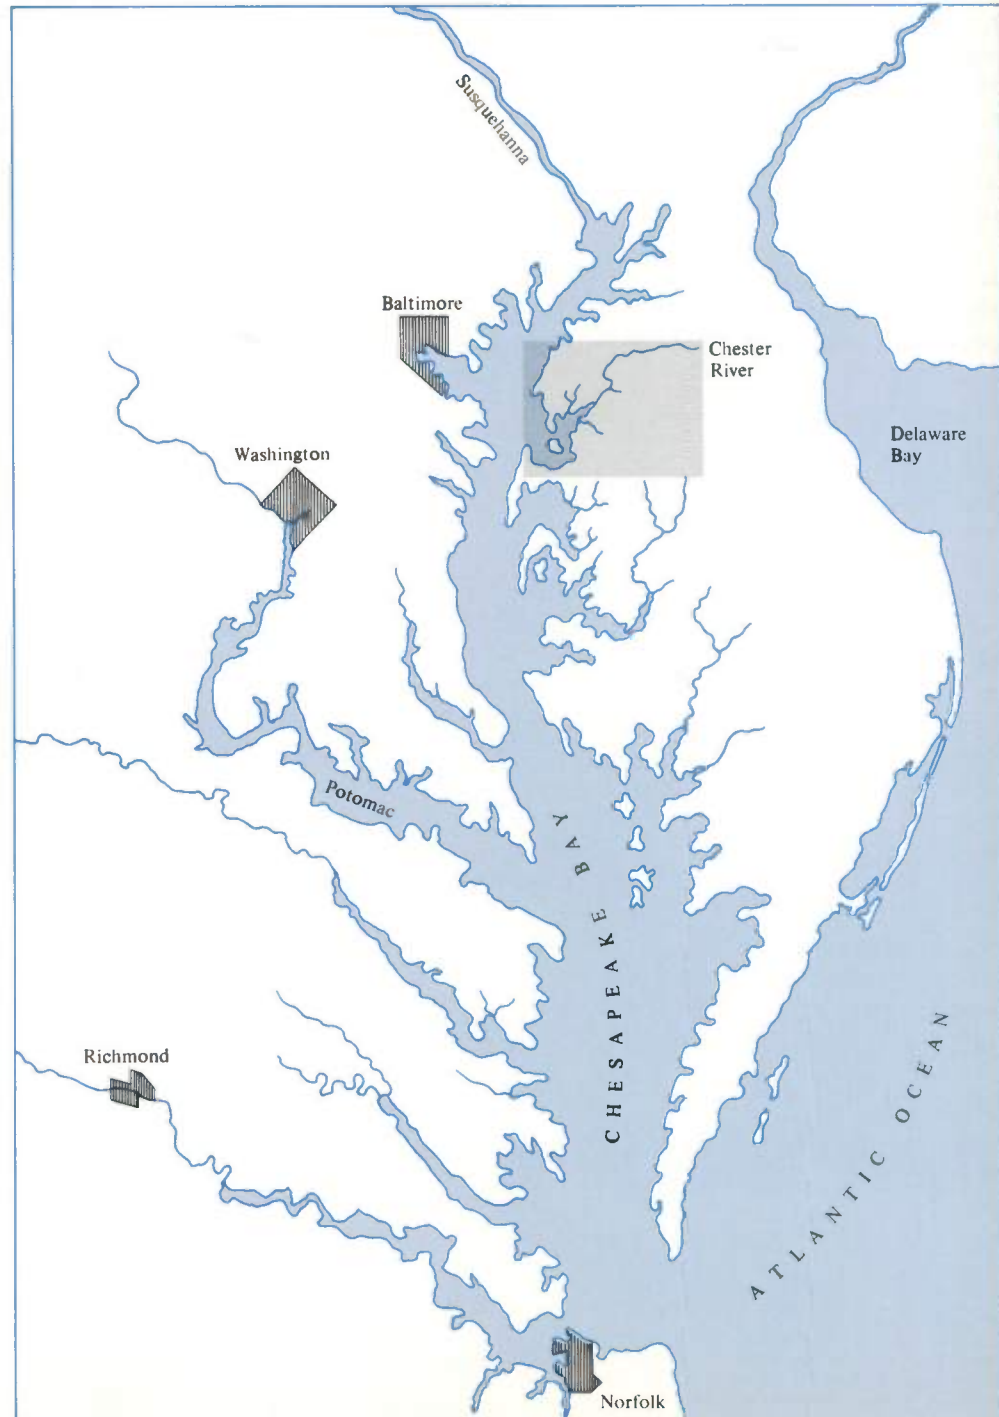 Susquehanna
Baltimore
Chester
River
Delaware
Bay
Washington
Potomac
CHESAPEAKE BAY
ATLANTIC OCEAN
Richmond
Norfolk